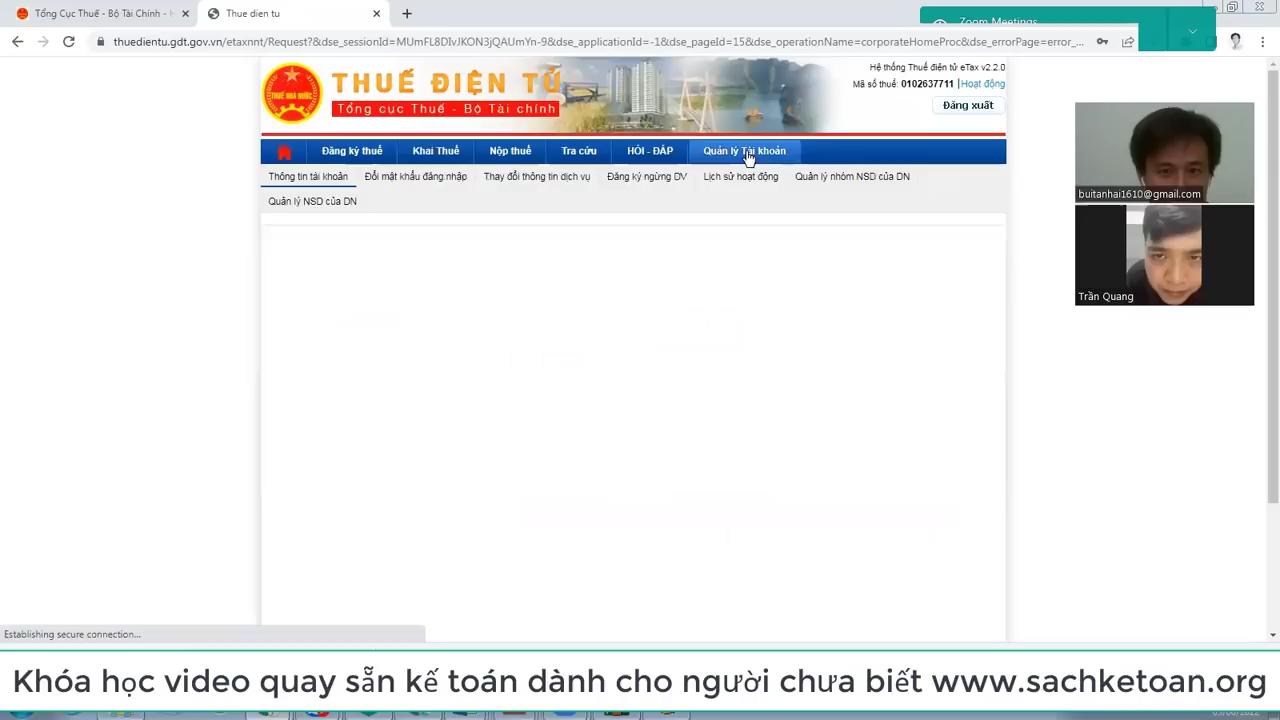 Tổng Cục Thuế - Bộ Tài Chính - H
Thue dien tu
Zoom Meetings
thuedientu.gdt.gov.vn/etaxnnt/Request?&dse_sessionId=
&dse_applicationId=-1&dse_pageId=15&dse_operationName=corporateHomeProc&dse_errorPage=error_...
THUẾ NHÀ NƯỚC
THUẾ ĐIỆN TỬ
Tổng cục Thuế - Bộ Tài chính
Hệ thống Thuế điện tử eTax v2.2.0
Mã số thuế: 0102637711 | Hoạt động
Đăng xuất
Đăng ký thuế Khai Thuế Nộp thuế Tra cứu HỎI - ĐÁP Quản lý Tài khoản
Thông tin tài khoản Đổi mật khẩu đăng nhập Thay đổi thông tin dịch vụ Đăng ký ngừng DV Lịch sử hoạt động Quản lý nhóm NSD của DN
Quản lý NSD của DN
buitanhai1610@gmail.com
Trần Quang
Establishing secure connection...
Khóa học video quay sẵn kế toán dành cho người chưa biết www.sachketoan.org